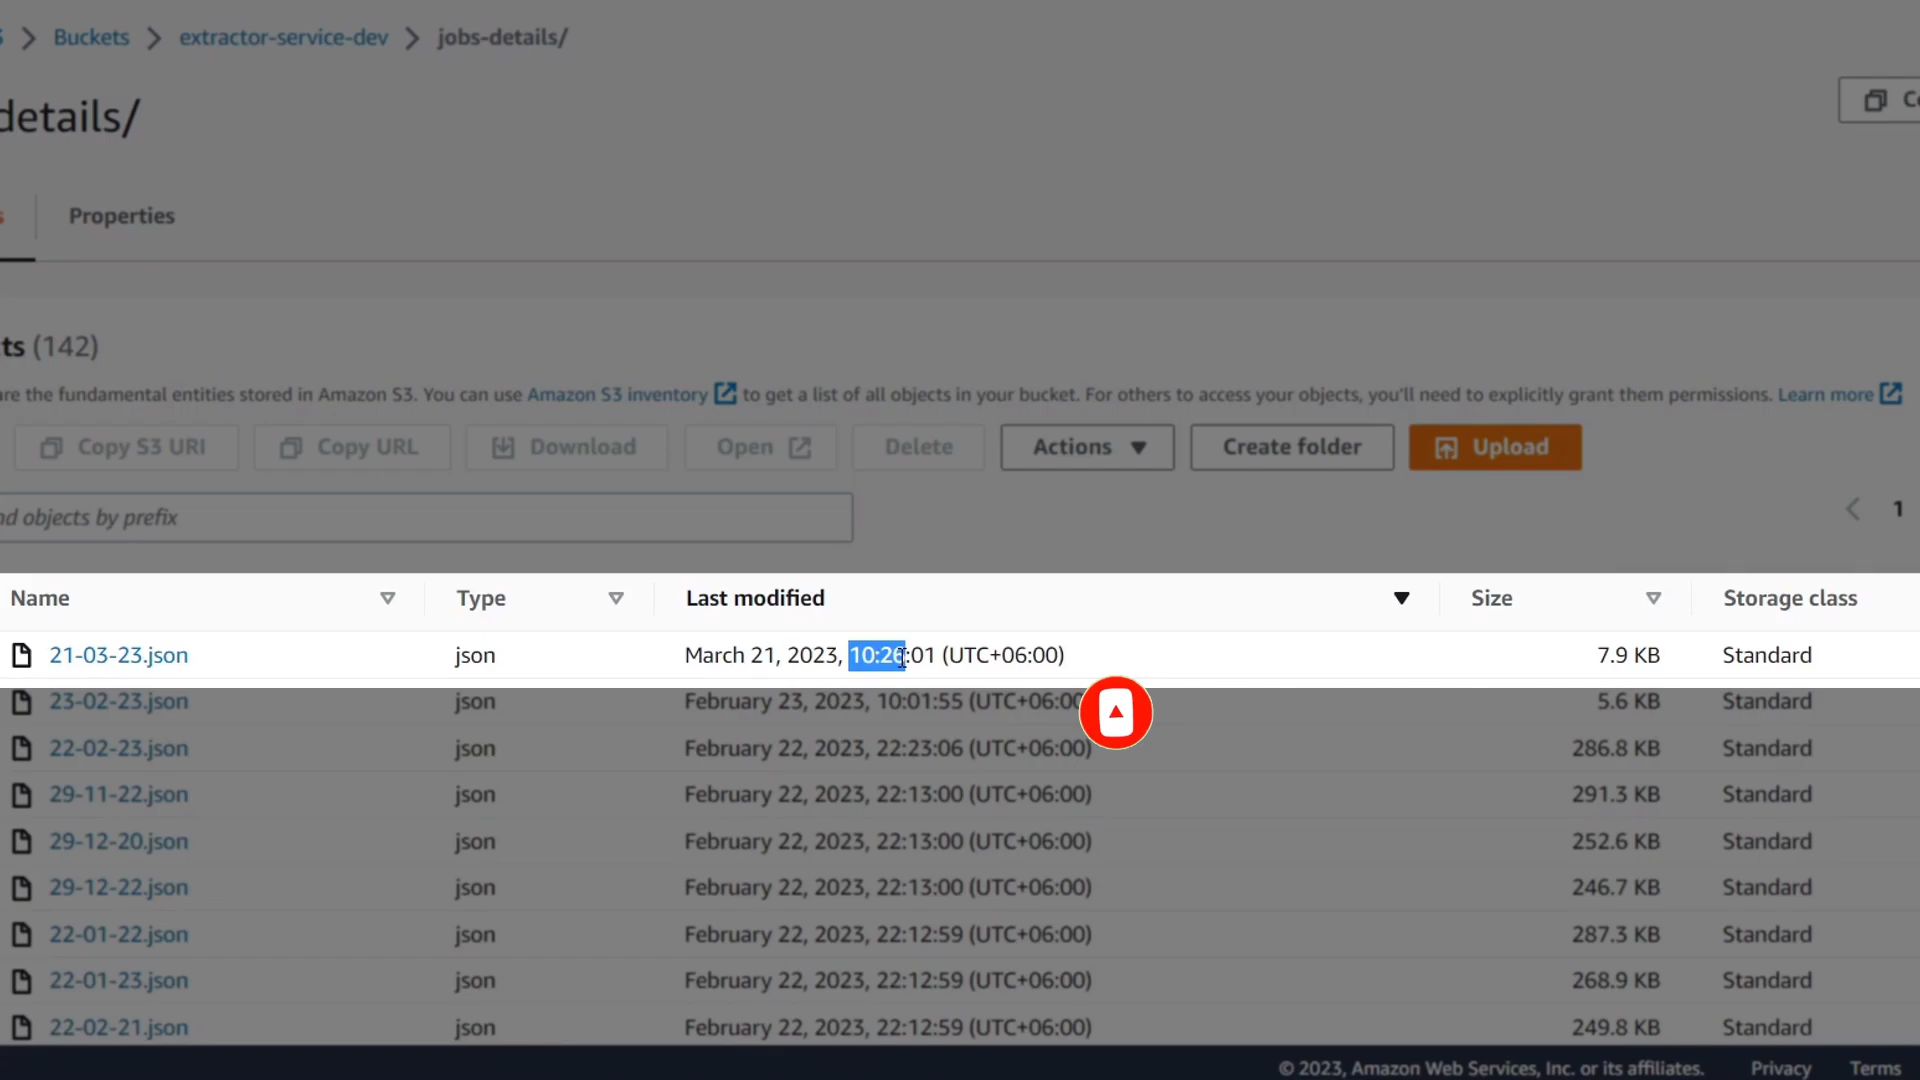 Buckets extractor-service-dev jobs-details/
details/
Properties
(142)
are the fundamental entities stored in Amazon S3. You can use Amazon S3 inventory to get a list of all objects in your bucket. For others to access your objects, you'll need to explicitly grant them permissions. Learn more
Copy S3 URI Copy URL Download Open Delete Actions Create folder Upload
objects by prefix
1
Name Type Last modified Size Storage class
21-03-23.json json March 21, 2023, 10:26:01 (UTC+06:00) 7.9 KB Standard
23-02-23.json json February 23, 2023, 10:01:55 (UTC+06:00 5.6 KB Standard
22-02-23.json json February 22, 2023, 22:23:06 (UTC+06:00) 286.8 KB Standard
29-11-22.json json February 22, 2023, 22:13:00 (UTC+06:00) 291.3 KB Standard
29-12-20.json json February 22, 2023, 22:13:00 (UTC+06:00) 252.6 KB Standard
29-12-22.json json February 22, 2023, 22:13:00 (UTC+06:00) 246.7 KB Standard
22-01-22.json json February 22, 2023, 22:12:59 (UTC+06:00) 287.3 KB Standard
22-01-23.json json February 22, 2023, 22:12:59 (UTC+06:00) 268.9 KB Standard
22-02-21.json json February 22, 2023, 22:12:59 (UTC+06:00) 249.8 KB Standard
© 2023, Amazon Web Services, Inc. or its affiliates. Privacy Terms